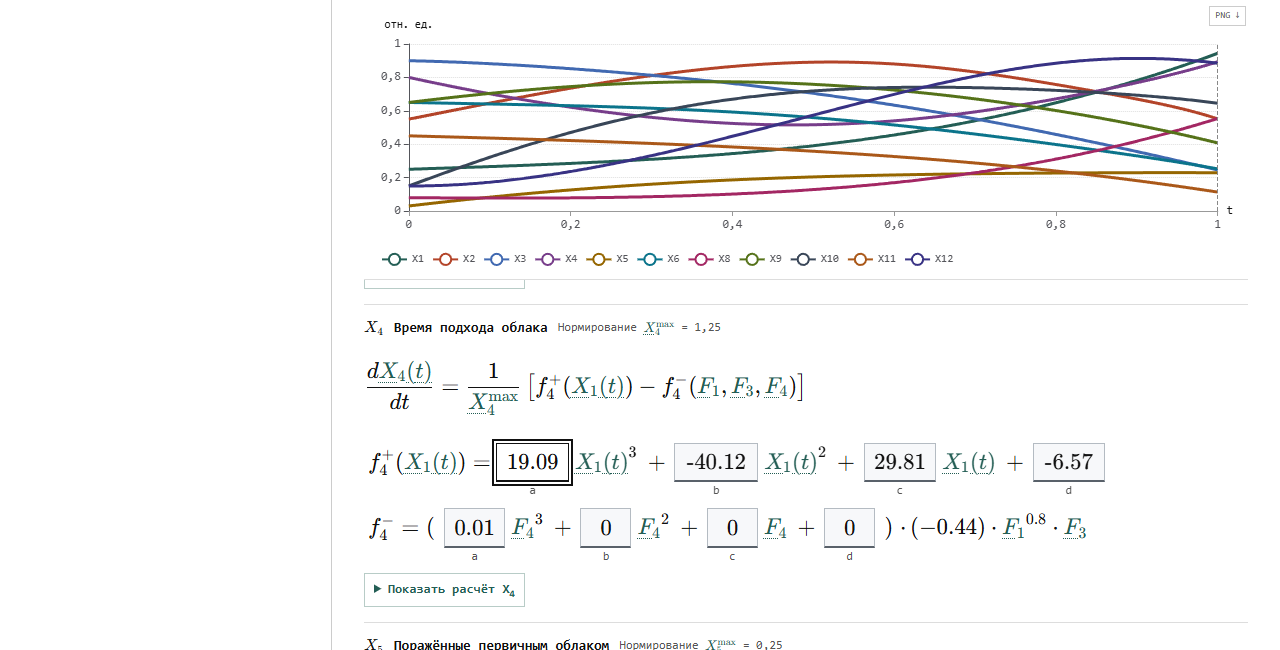 отн. ед.
PNG ↓
1
0,8
0,6
0,4
0,2
0
0 0,2 0,4 0,6 0,8 1
t
X1 X2 X3 X4 X5 X6 X8 X9 X10 X11 X12
X₄ Время подхода облака Нормирование X₄ᵐᵃˣ = 1,25
dX₄(t)/dt = 1/X₄ᵐᵃˣ [f₄⁺(X₁(t)) − f₄⁻(F₁, F₃, F₄)]
f₄⁺(X₁(t)) = 19.09 X₁(t)³ + -40.12 X₁(t)² + 29.81 X₁(t) + -6.57
a b c d
f₄⁻ = ( 0.01 F₄³ + 0 F₄² + 0 F₄ + 0 ) · (−0.44) · F₁⁰·⁸ · F₃
a b c d
▶ Показать расчёт X₄
X₅ Поражённые первичным облаком Нормирование X₅ᵐᵃˣ = 0,25